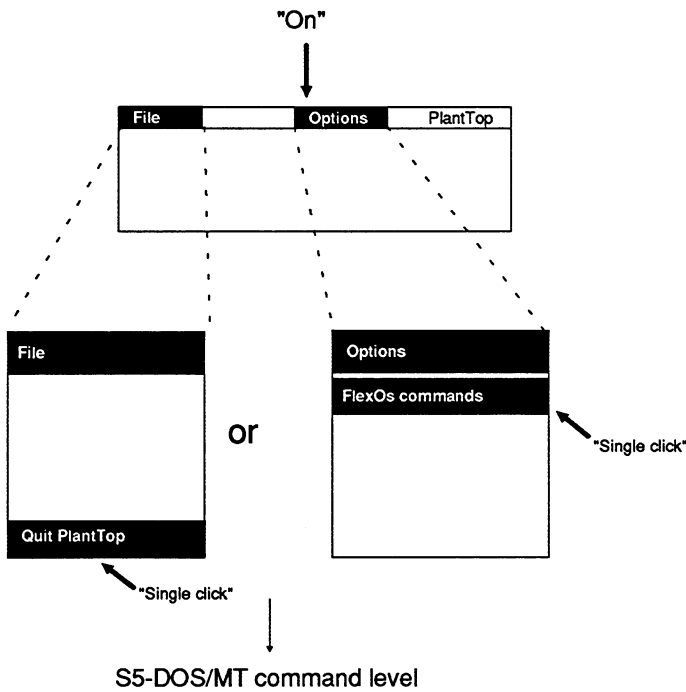 "On"
File Options PlantTop
File
Options
FlexOs commands
or
"Single click"
Quit PlantTop
"Single click"
S5-DOS/MT command level